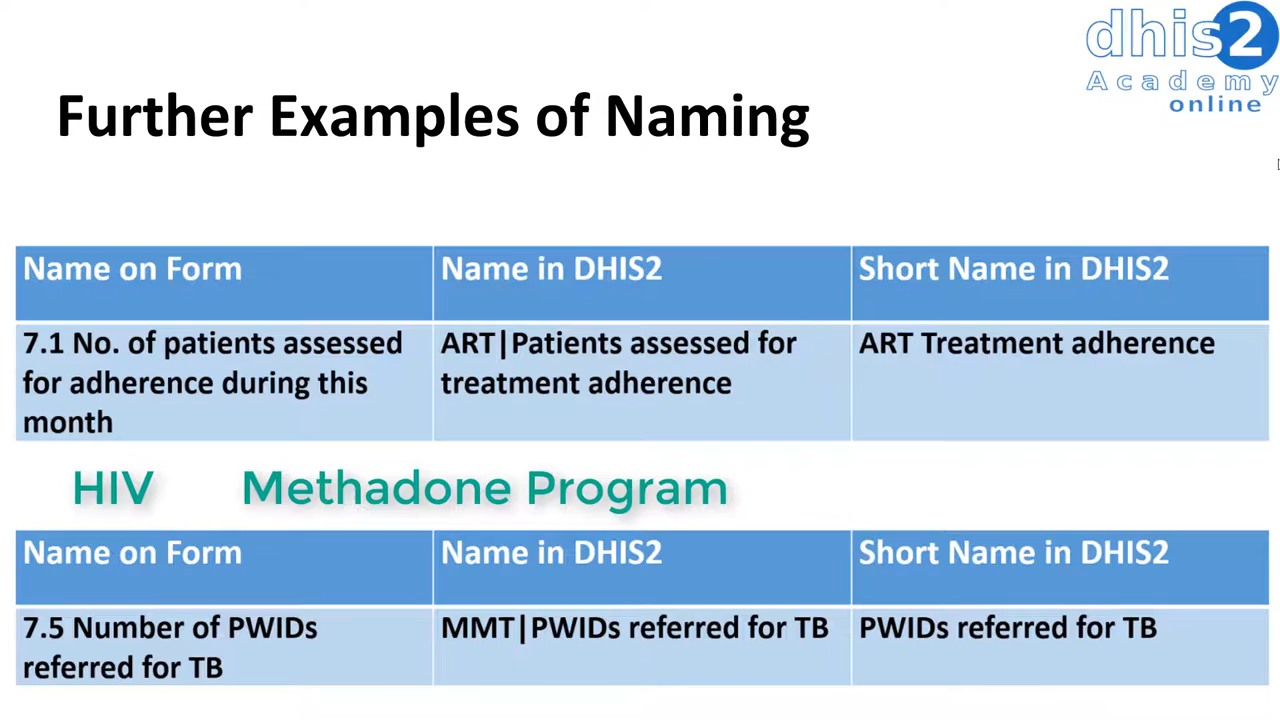 dhis2
Academy
online
Further Examples of Naming
Name on Form
Name in DHIS2
Short Name in DHIS2
7.1 No. of patients assessed
for adherence during this
month
ART|Patients assessed for
treatment adherence
ART Treatment adherence
HIV
Methadone Program
Name on Form
Name in DHIS2
Short Name in DHIS2
7.5 Number of PWIDs
referred for TB
MMT|PWIDs referred for TB
PWIDs referred for TB